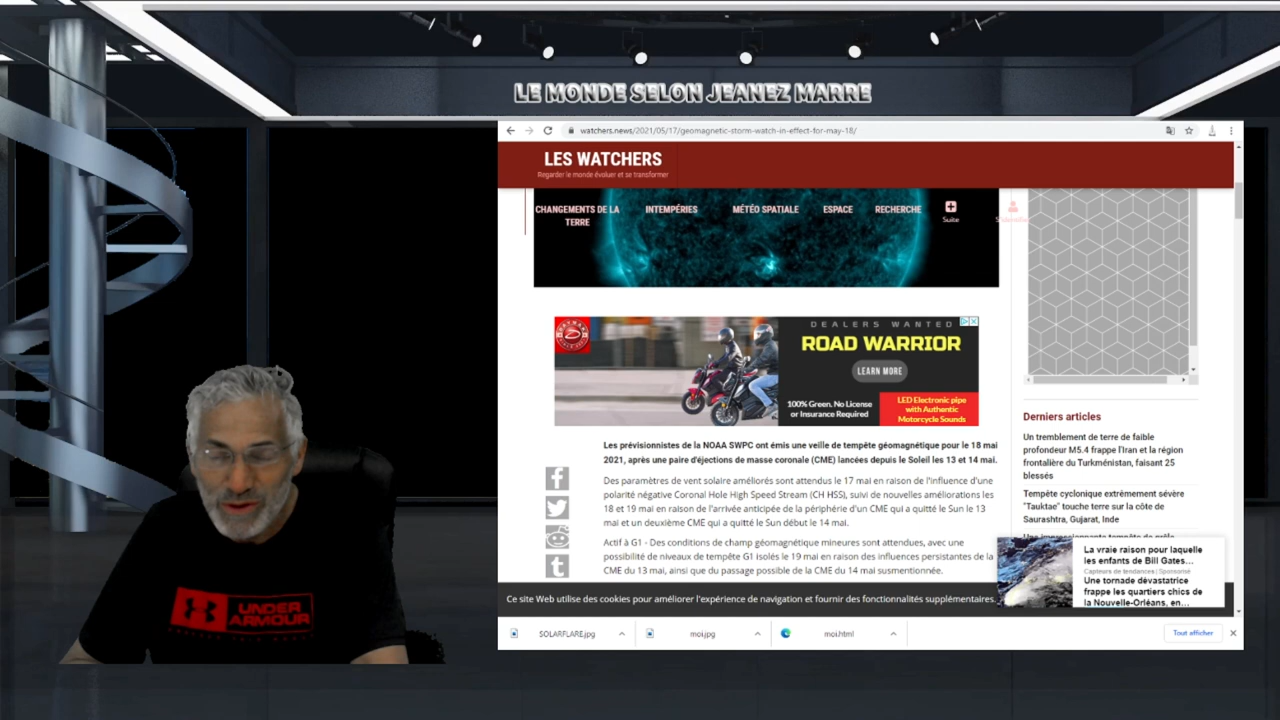 LE MONDE SELON JEANEZ MARRE
watchers.news/2021/05/17/geomagnetic-storm-watch-in-effect-for-may-18/
LES WATCHERS
Regarder le monde évoluer et se transformer
CHANGEMENTS DE LA
TERRE
INTEMPÉRIES
MÉTÉO SPATIALE
ESPACE
RECHERCHE
Suite
DEALERS WANTED
ROAD WARRIOR
LEARN MORE
100% Green. No License
or Insurance Required
LED Electronic pipe
with Authentic
Motorcycle Sounds
Les prévisionnistes de la NOAA SWPC ont émis une veille de tempête géomagnétique pour le 18 mai
2021, après une paire d'éjections de masse coronale (CME) lancées depuis le Soleil les 13 et 14 mai.
Des paramètres de vent solaire améliorés sont attendus le 17 mai en raison de l'influence d'une
polarité négative Coronal Hole High Speed Stream (CH HSS), suivi de nouvelles améliorations les
18 et 19 mai en raison de l'arrivée anticipée de la périphérie d'un CME qui a quitté le Sun le 13
mai et un deuxième CME qui a quitté le Sun début le 14 mai.
Actif à G1 - Des conditions de champ géomagnétique mineures sont attendues, avec une
possibilité de niveaux de tempête G1 isolés le 19 mai en raison des influences persistantes de la
CME du 13 mai, ainsi que du passage possible de la CME du 14 mai susmentionnée.
Derniers articles
Un tremblement de terre de faible
profondeur M5.4 frappe l'Iran et la région
frontalière du Turkménistan, faisant 25
blessés
Tempête cyclonique extrêmement sévère
"Tauktae" touche terre sur la côte de
Saurashtra, Gujarat, Inde
La vraie raison pour laquelle
les enfants de Bill Gates...
Capteurs de tendances | Sponsorisé
Une tornade dévastatrice
frappe les quartiers chics de
la Nouvelle-Orléans, en...
Ce site Web utilise des cookies pour améliorer l'expérience de navigation et fournir des fonctionnalités supplémentaires.
SOLARFLARE.jpg
moi.jpg
moi.html
Tout afficher
UNDER
ARMOUR